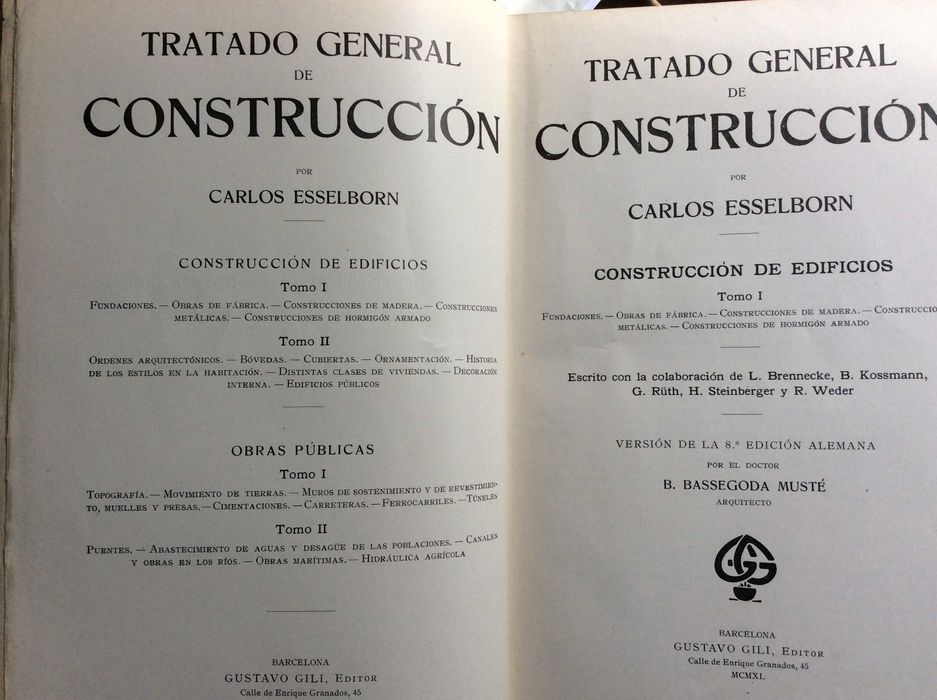 TRATADO GENERAL
DE
CONSTRUCCIÓN
POR
CARLOS ESSELBORN
CONSTRUCCIÓN DE EDIFICIOS
Tomo I
FUNDACIONES. — OBRAS DE FÁBRICA. — CONSTRUCCIONES DE MADERA. — CONSTRUCCIONES
METÁLICAS. — CONSTRUCCIONES DE HORMIGÓN ARMADO
Tomo II
ORDENES ARQUITECTÓNICOS. — BÓVEDAS. — CUBIERTAS. — ORNAMENTACIÓN. — HISTORIA
DE LOS ESTILOS EN LA HABITACIÓN. — DISTINTAS CLASES DE VIVIENDAS. — DECORACIÓN
INTERNA. — EDIFICIOS PÚBLICOS
OBRAS PÚBLICAS
Tomo I
TOPOGRAFÍA. — MOVIMIENTO DE TIERRAS. — MUROS DE SOSTENIMIENTO Y DE REVESTIMIEN-
TO, MUELLES Y PRESAS. — CIMENTACIONES. — CARRETERAS. — FERROCARRILES. — TÚNELES
Tomo II
PUENTES. — ABASTECIMIENTO DE AGUAS Y DESAGÜE DE LAS POBLACIONES. — CANALES
Y OBRAS EN LOS RÍOS. — OBRAS MARÍTIMAS. — HIDRÁULICA AGRÍCOLA
BARCELONA
GUSTAVO GILI, EDITOR
Calle de Enrique Granados, 45
TRATADO GENERAL
DE
CONSTRUCCIÓN
POR
CARLOS ESSELBORN
CONSTRUCCIÓN DE EDIFICIOS
Tomo I
FUNDACIONES. — OBRAS DE FÁBRICA. — CONSTRUCCIONES DE MADERA. — CONSTRUCCIO
METÁLICAS. — CONSTRUCCIONES DE HORMIGÓN ARMADO
Escrito con la colaboración de L. Brennecke, B. Kossmann,
G. Rüth, H. Steinberger y R. Weder
VERSIÓN DE LA 8.ª EDICIÓN ALEMANA
POR EL DOCTOR
B. BASSEGODA MUSTÉ
ARQUITECTO
BARCELONA
GUSTAVO GILI, EDITOR
Calle de Enrique Granados, 45
MCMXL